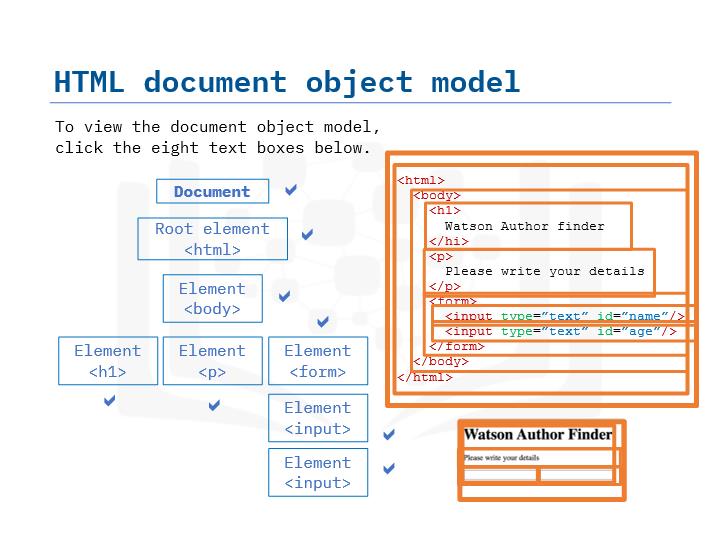 HTML document object model
To view the document object model,
click the eight text boxes below.
Document
Root element
<html>
Element
<body>
Element
<h1>
Element
<p>
Element
<form>
Element
<input>
Element
<input>
<html>
<body>
<h1>
Watson Author finder
</hi>
<p>
Please write your details
</p>
<form>
<input type=”text” id=”name”/>
<input type=”text” id=”age”/>
</form>
</body>
</html>
Watson Author Finder
Please write your details